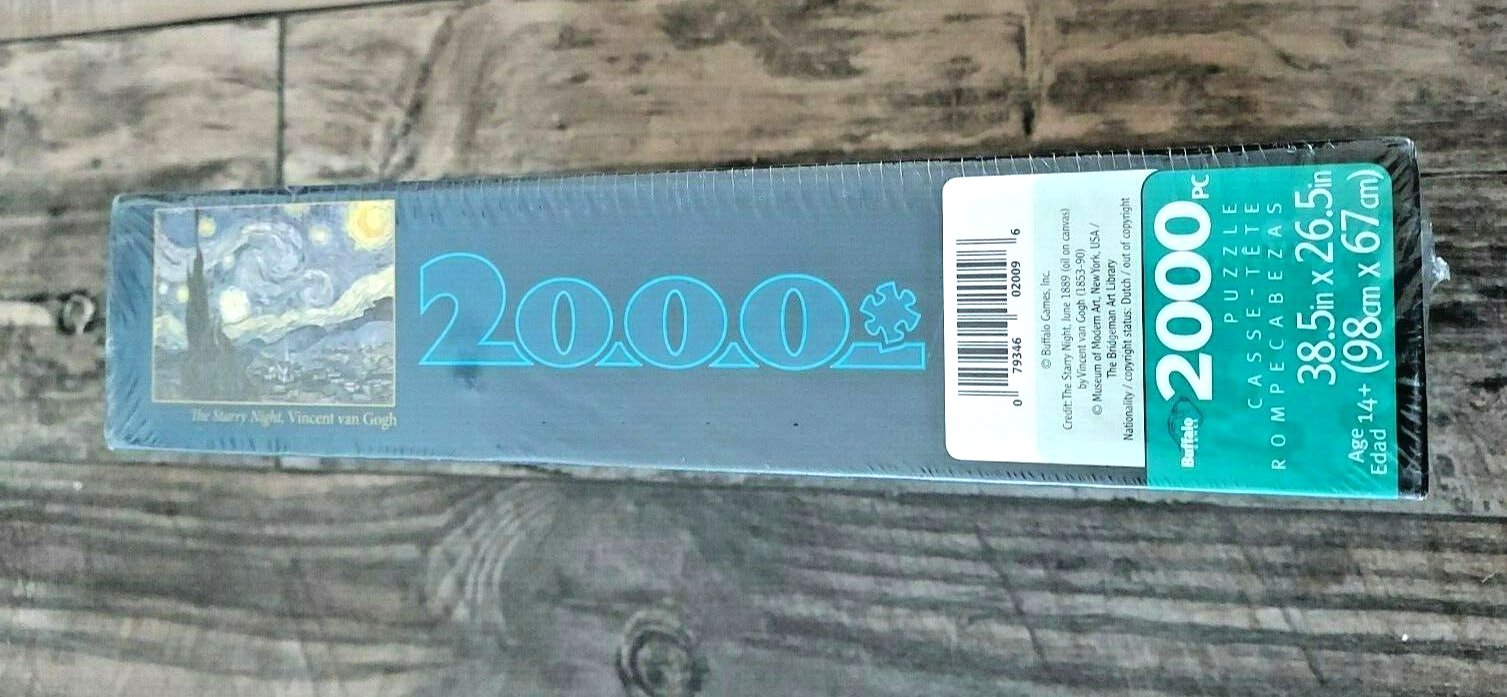 The Starry Night, Vincent van Gogh
2000
0 79346 02009 6
© Buffalo Games, Inc.
Credit: The Starry Night, June 1889 (oil on canvas)
by Vincent van Gogh (1853-90)
© Museum of Modern Art, New York, USA /
The Bridgeman Art Library
Nationality / copyright status: Dutch / out of copyright
Buffalo
2000 PC
PUZZLE
CASSE-TÊTE
ROMPECABEZAS
38.5in x 26.5in
(98cm x 67cm)
Age 14+
Edad